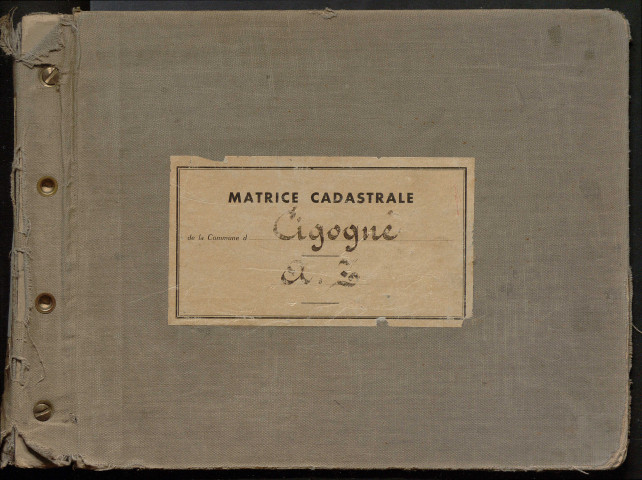 MATRICE CADASTRALE
de la Commune d Cigogné
A. Z